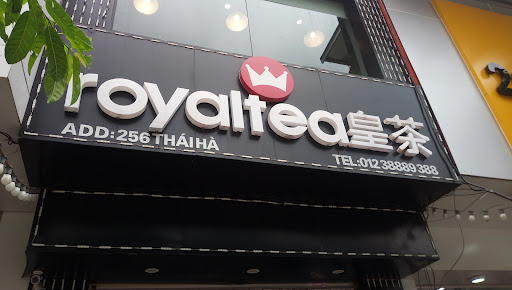 royaltea皇茶
ADD:256 THÁI HÀ
TEL:012 38889 388